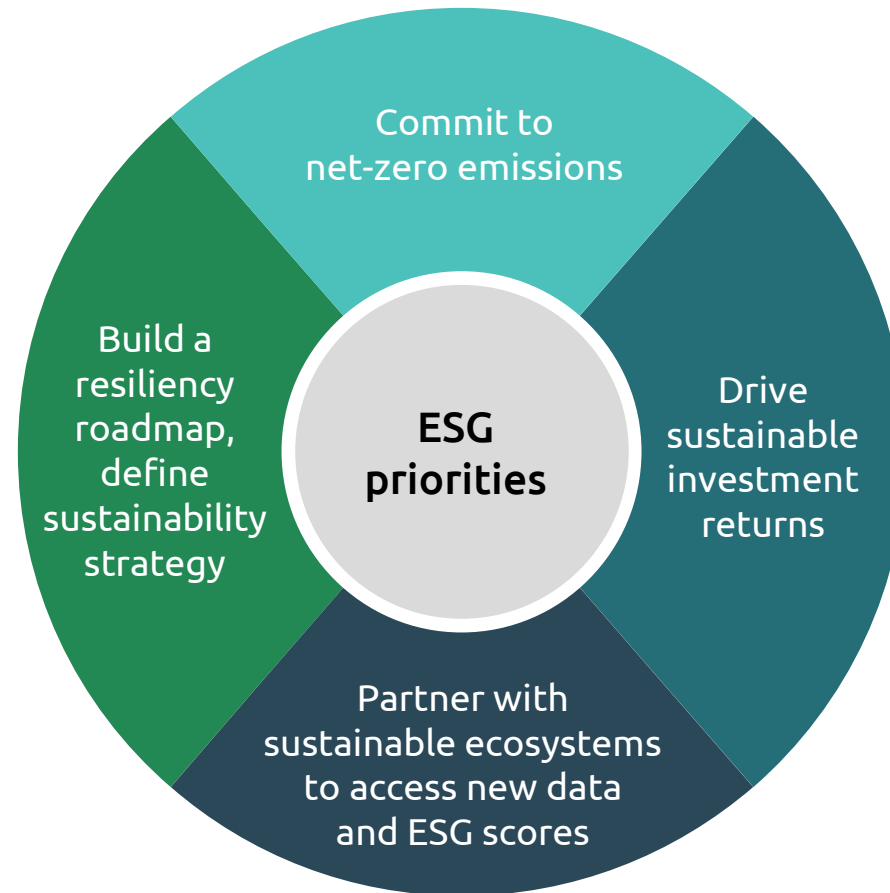 Commit to
net-zero emissions
Drive
sustainable
investment
returns
Partner with
sustainable ecosystems
to access new data
and ESG scores
Build a
resiliency
roadmap,
define
sustainability
strategy
ESG
priorities